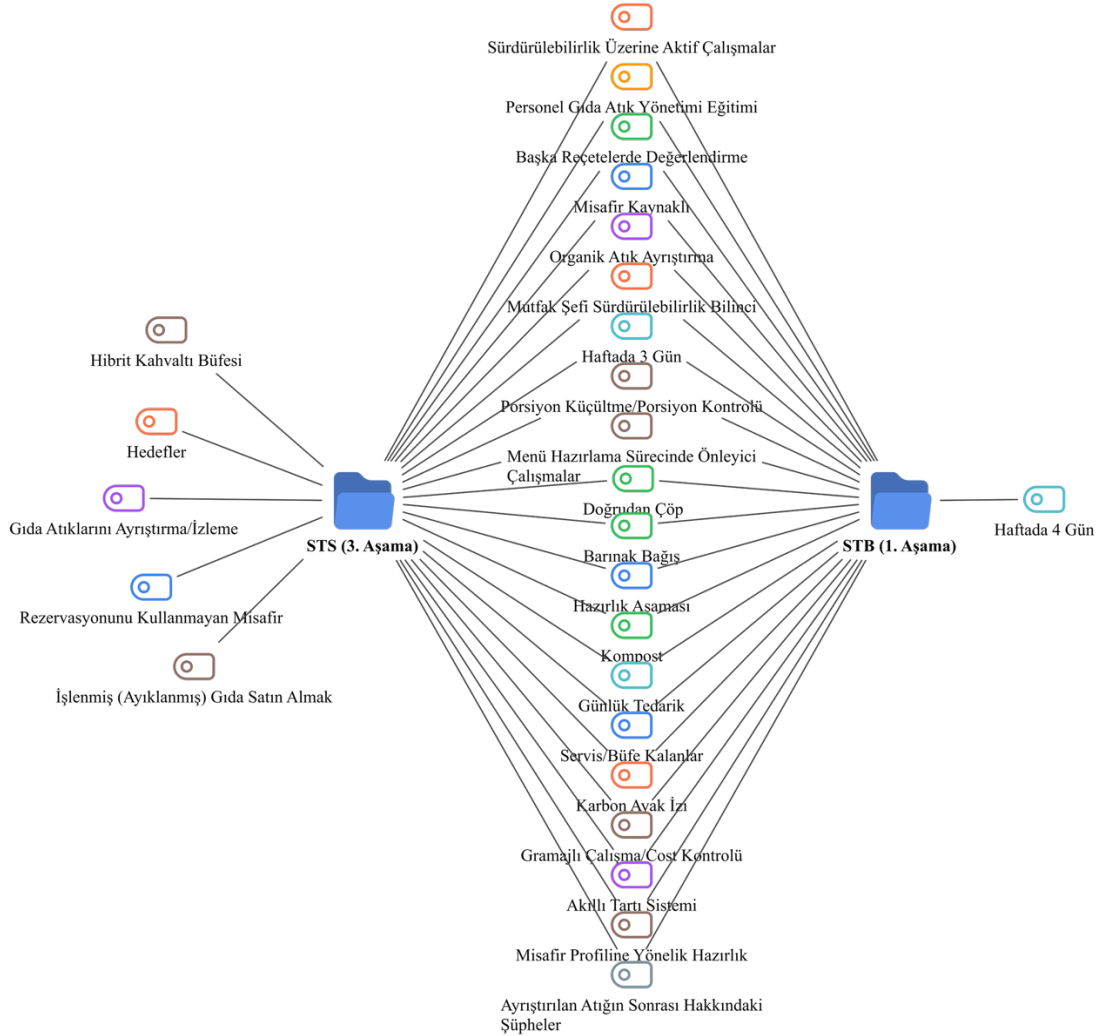 Sürdürülebilirlik Üzerine Aktif Çalışmalar
Personel Gıda Atık Yönetimi Eğitimi
Başka Reçetelerde Değerlendirme
Misafir Kaynaklı
Organik Atık Ayrıştırma
Mutfak Şefi Sürdürülebilirlik Bilinci
Haftada 3 Gün
Porsiyon Küçültme/Porsiyon Kontrolü
Menü Hazırlama Sürecinde Önleyici
Çalışmalar
Doğrudan Çöp
Barınak Bağış
Hazırlık Aşaması
Kompost
Günlük Tedarik
Servis/Büfe Kalanlar
Karbon Ayak İzi
Gramajlı Çalışma/Cost Kontrolü
Akıllı Tartı Sistemi
Misafir Profiline Yönelik Hazırlık
Ayrıştırılan Atığın Sonrası Hakkındaki
Şüpheler
Hibrit Kahvaltı Büfesi
Hedefler
Gıda Atıklarını Ayrıştırma/İzleme
Rezervasyonunu Kullanmayan Misafir
İşlenmiş (Ayıklanmış) Gıda Satın Almak
STS (3. Aşama)
STB (1. Aşama)
Haftada 4 Gün